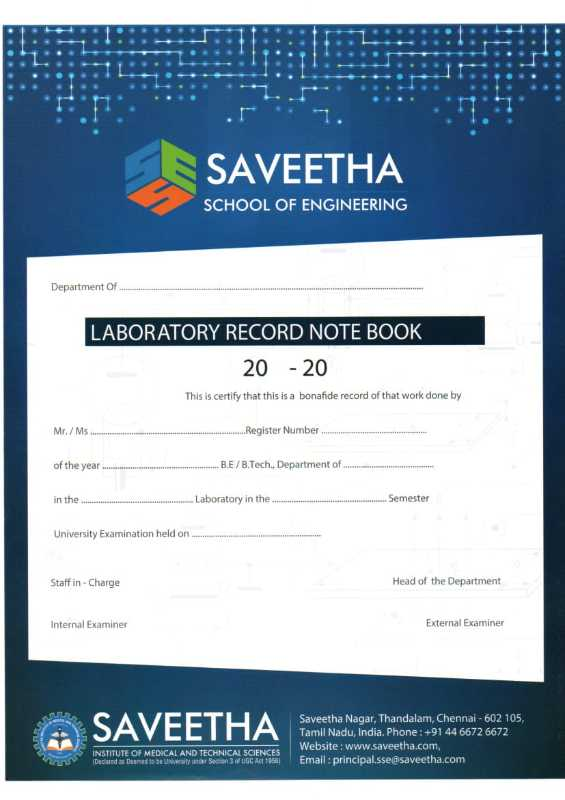 SES
SAVEETHA
SCHOOL OF ENGINEERING
Department Of ................................................................
LABORATORY RECORD NOTE BOOK
20 - 20
This is certify that this is a bonafide record of that work done by
Mr. / Ms ................................ Register Number ................................
of the year ................................ B.E / B.Tech., Department of ................................
in the ................................ Laboratory in the ................................ Semester
University Examination held on ................................
Staff in - Charge Head of the Department
Internal Examiner External Examiner
SAVEETHA
INSTITUTE OF MEDICAL AND TECHNICAL SCIENCES
(Declared as Deemed to be University under Section 3 of UGC Act 1956)
Saveetha Nagar, Thandalam, Chennai - 602 105,
Tamil Nadu, India. Phone : +91 44 6672 6672
Website : www.saveetha.com,
Email : principal.sse@saveetha.com